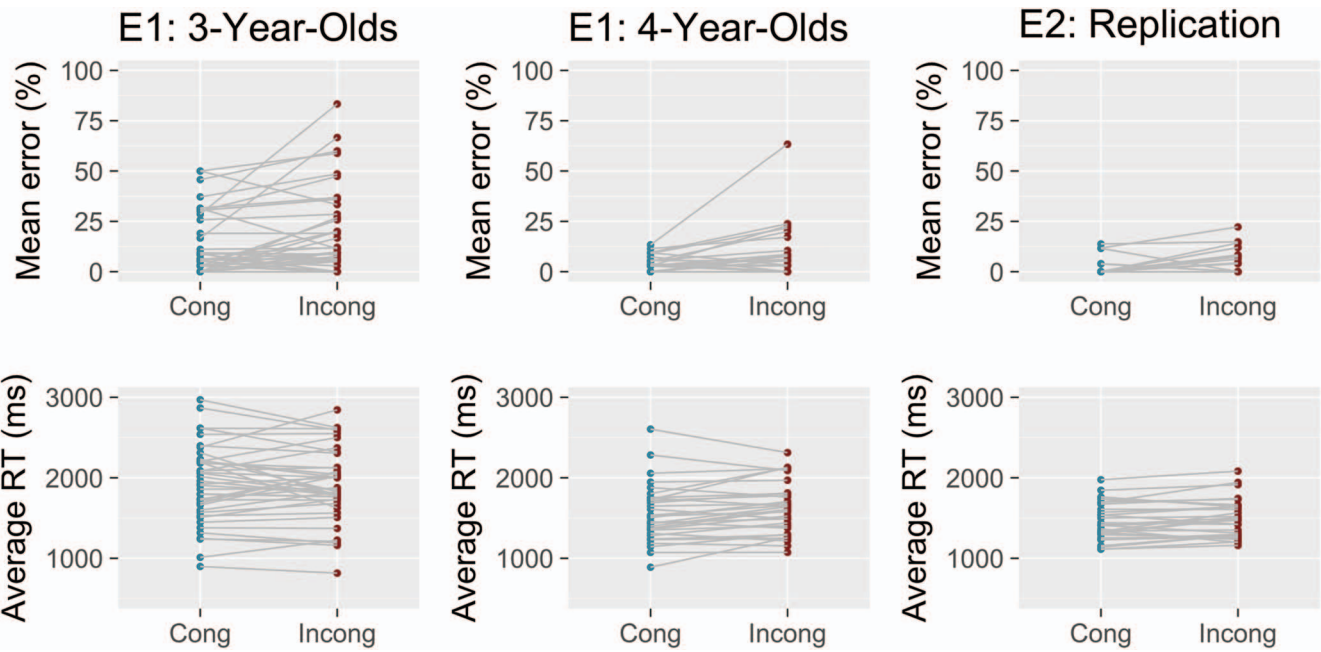 E1: 3-Year-Olds
E1: 4-Year-Olds
E2: Replication
Mean error (%)
100
75
50
25
0
Cong Incong
Mean error (%)
100
75
50
25
0
Cong Incong
Mean error (%)
100
75
50
25
0
Cong Incong
Average RT (ms)
3000
2000
1000
Cong Incong
Average RT (ms)
3000
2000
1000
Cong Incong
Average RT (ms)
3000
2000
1000
Cong Incong